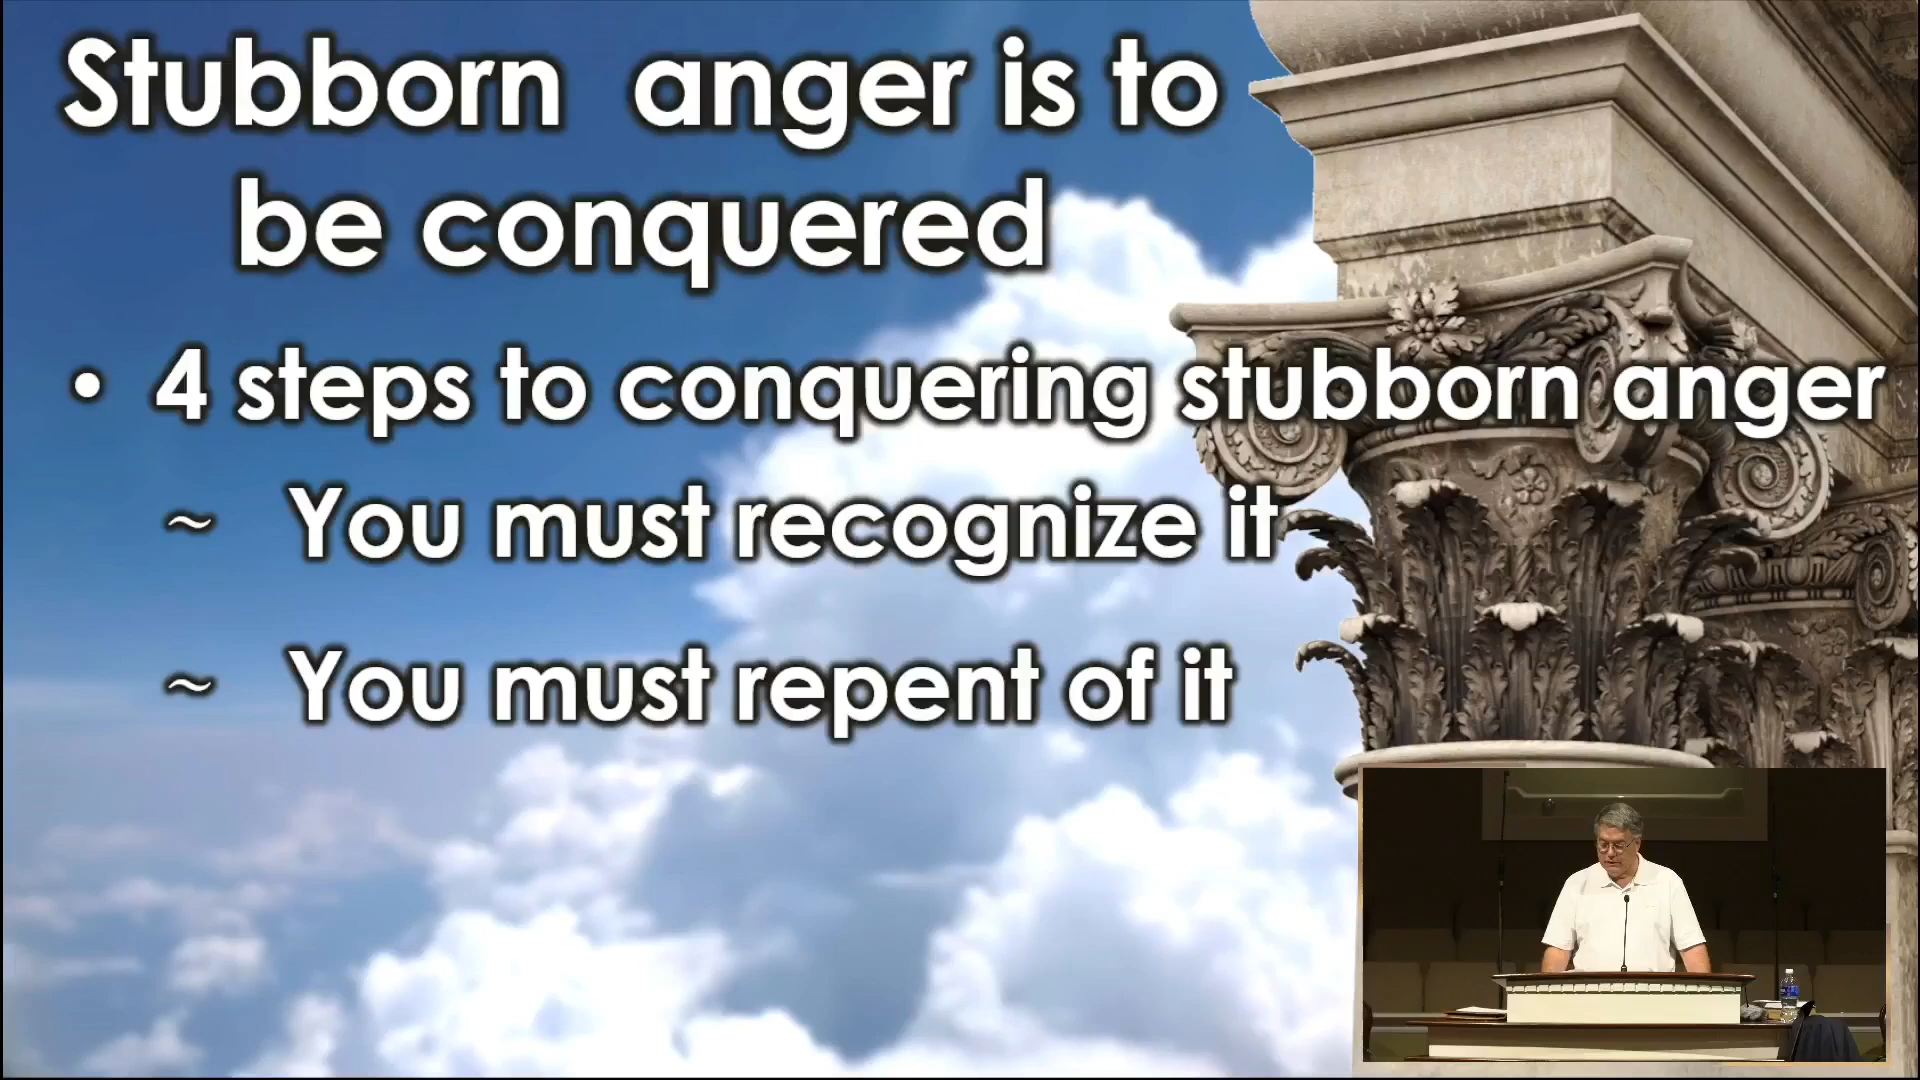 Stubborn  anger is to
be conquered
• 4 steps to conquering stubborn anger
~ You must recognize it
~ You must repent of it